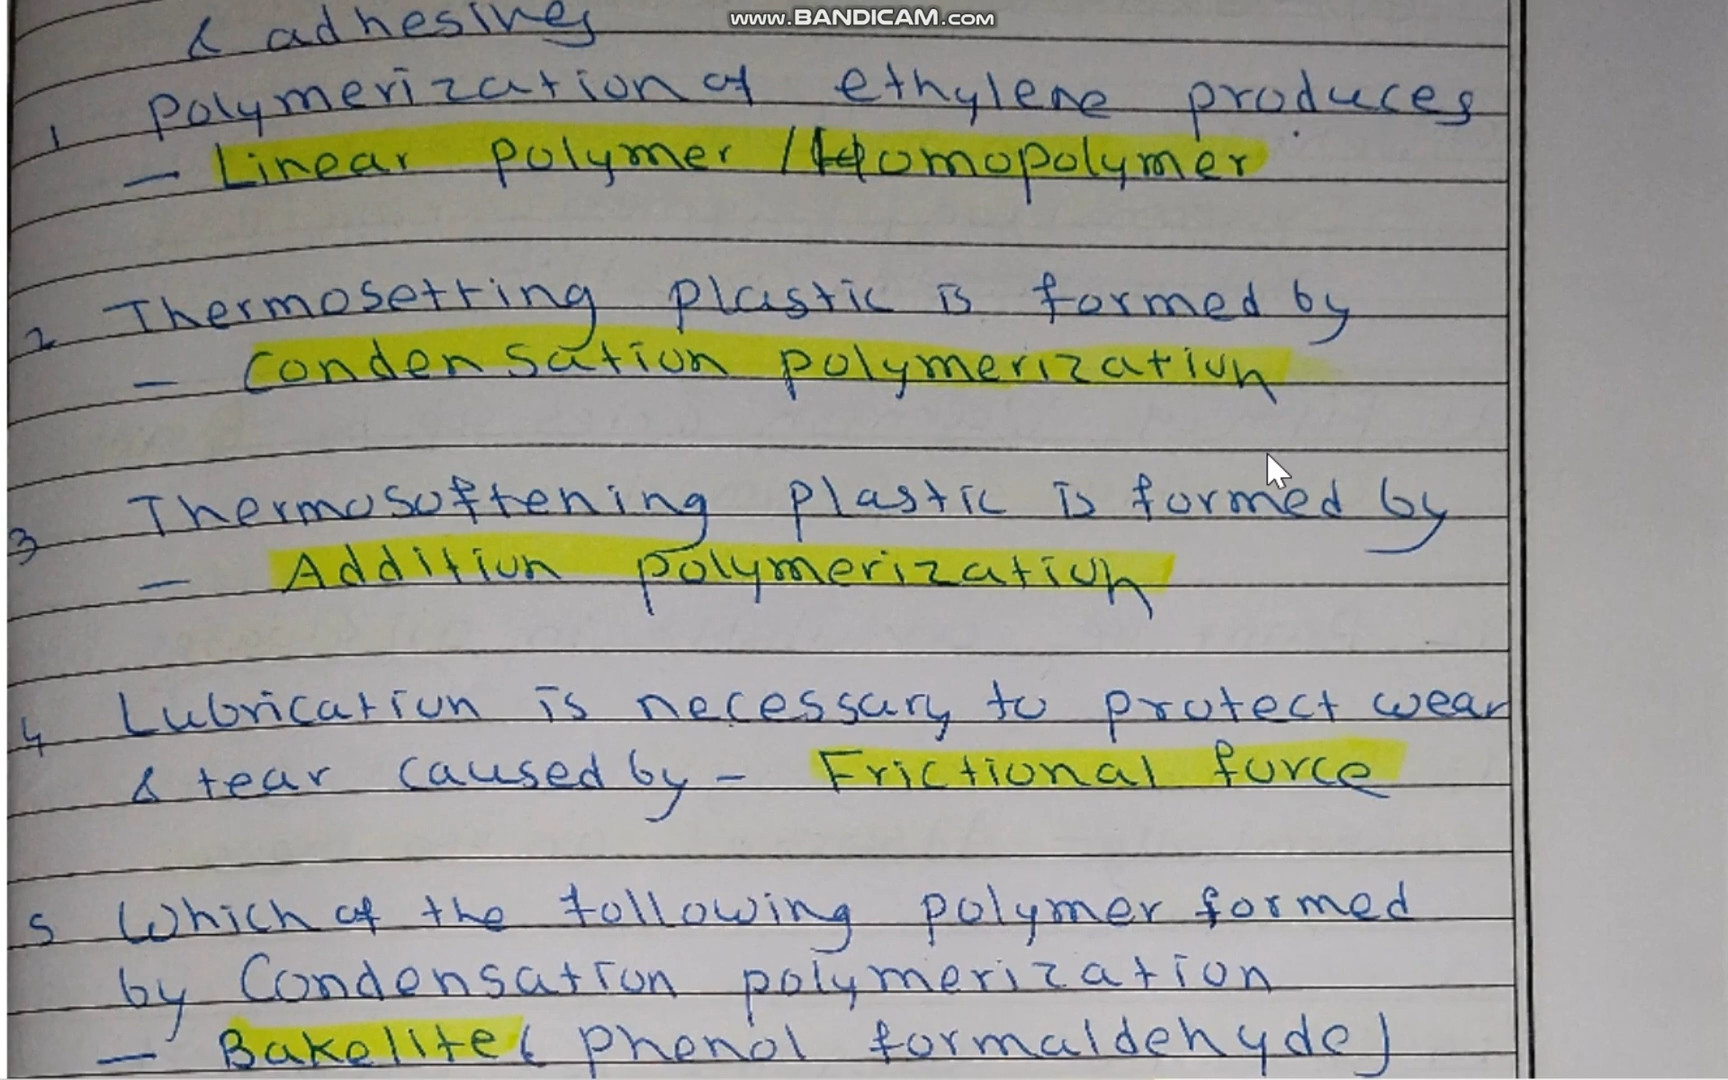 www.BANDICAM.com
& adhesives
1 Polymerization of ethylene produces
— Linear polymer / Homopolymer
2 Thermosetting plastic is formed by
— Condensation polymerization
3 Thermosoftening plastic is formed by
— Addition polymerization
4 Lubrication is necessary to protect wear
& tear caused by – Frictional force
5 Which of the following polymer formed
by Condensation polymerization
— Bakelite ( phenol formaldehyde )